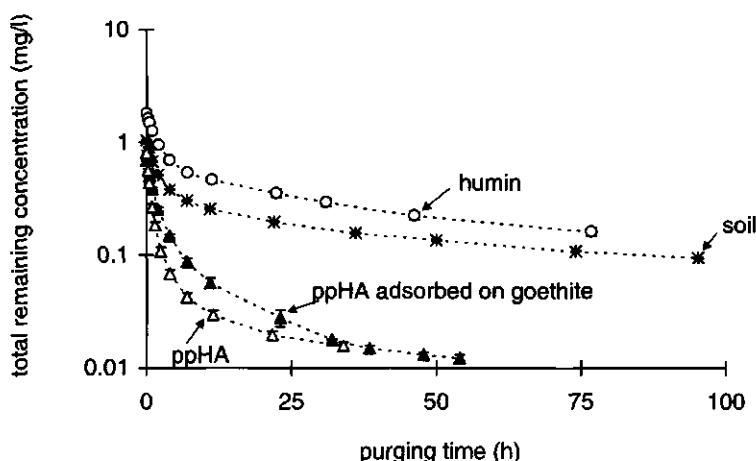 total remaining concentration (mg/l)
10
1
0.1
0.01
humin
soil
ppHA adsorbed on goethite
ppHA
0
25
50
75
100
purging time (h)